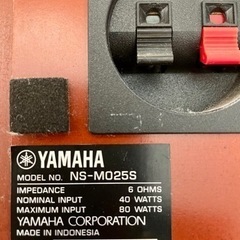 YAMAHA
MODEL NO. NS-M025S
IMPEDANCE 6 OHMS
NOMINAL INPUT 40 WATTS
MAXIMUM INPUT 80 WATTS
YAMAHA CORPORATION
MADE IN INDONESIA